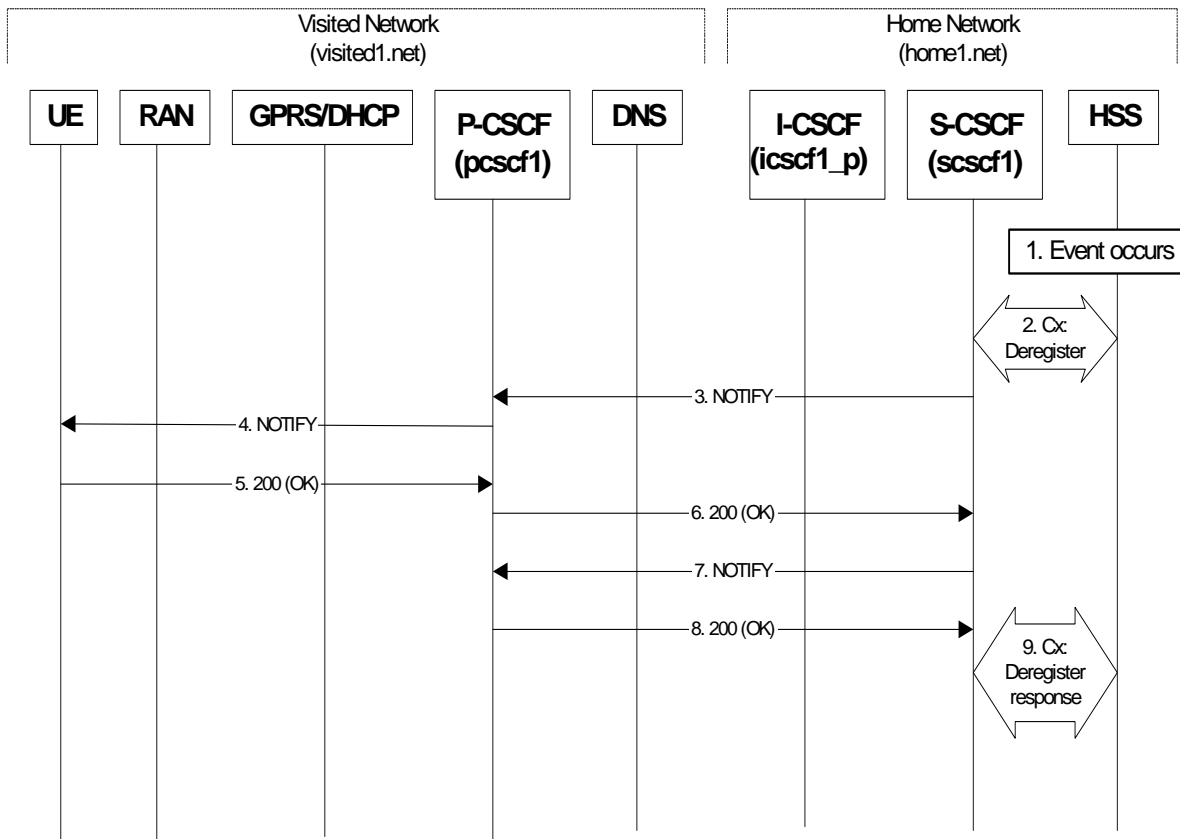 Visited Network
(visited1.net)
Home Network
(home1.net)
UE
RAN
GPRS/DHCP
P-CSCF
(pcscf1)
DNS
I-CSCF
(icscf1_p)
S-CSCF
(scscf1)
HSS
1. Event occurs
2. Cx:
Deregister
3. NOTIFY
4. NOTIFY
5. 200 (OK)
6. 200 (OK)
7. NOTIFY
8. 200 (OK)
9. Cx:
Deregister
response